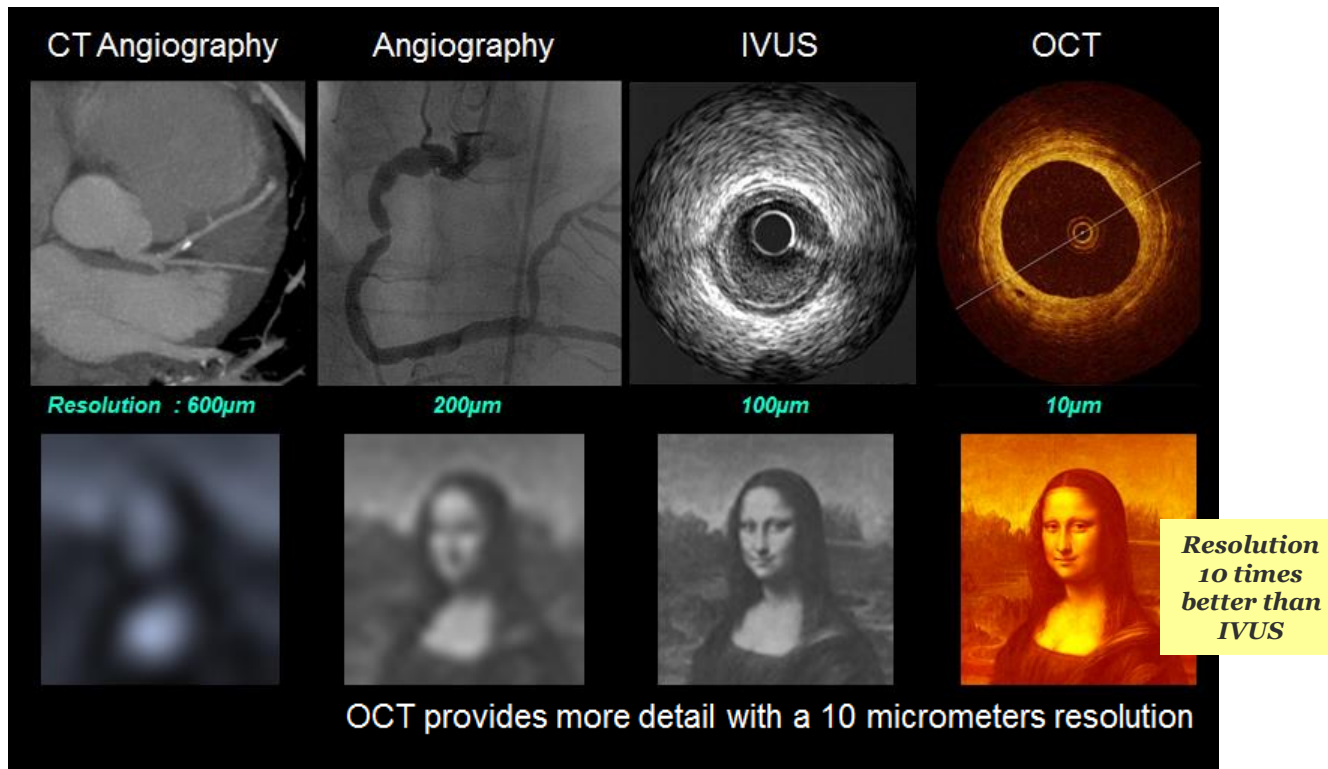 CT Angiography
Angiography
IVUS
OCT
Resolution : 600µm
200µm
100µm
10µm
Resolution
10 times
better than
IVUS
OCT provides more detail with a 10 micrometers resolution